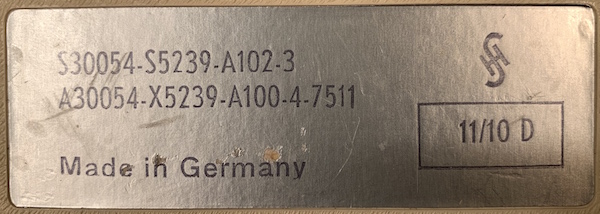 S30054-S5239-A102-3
A30054-X5239-A100-4-7511
11/10 D
Made in Germany